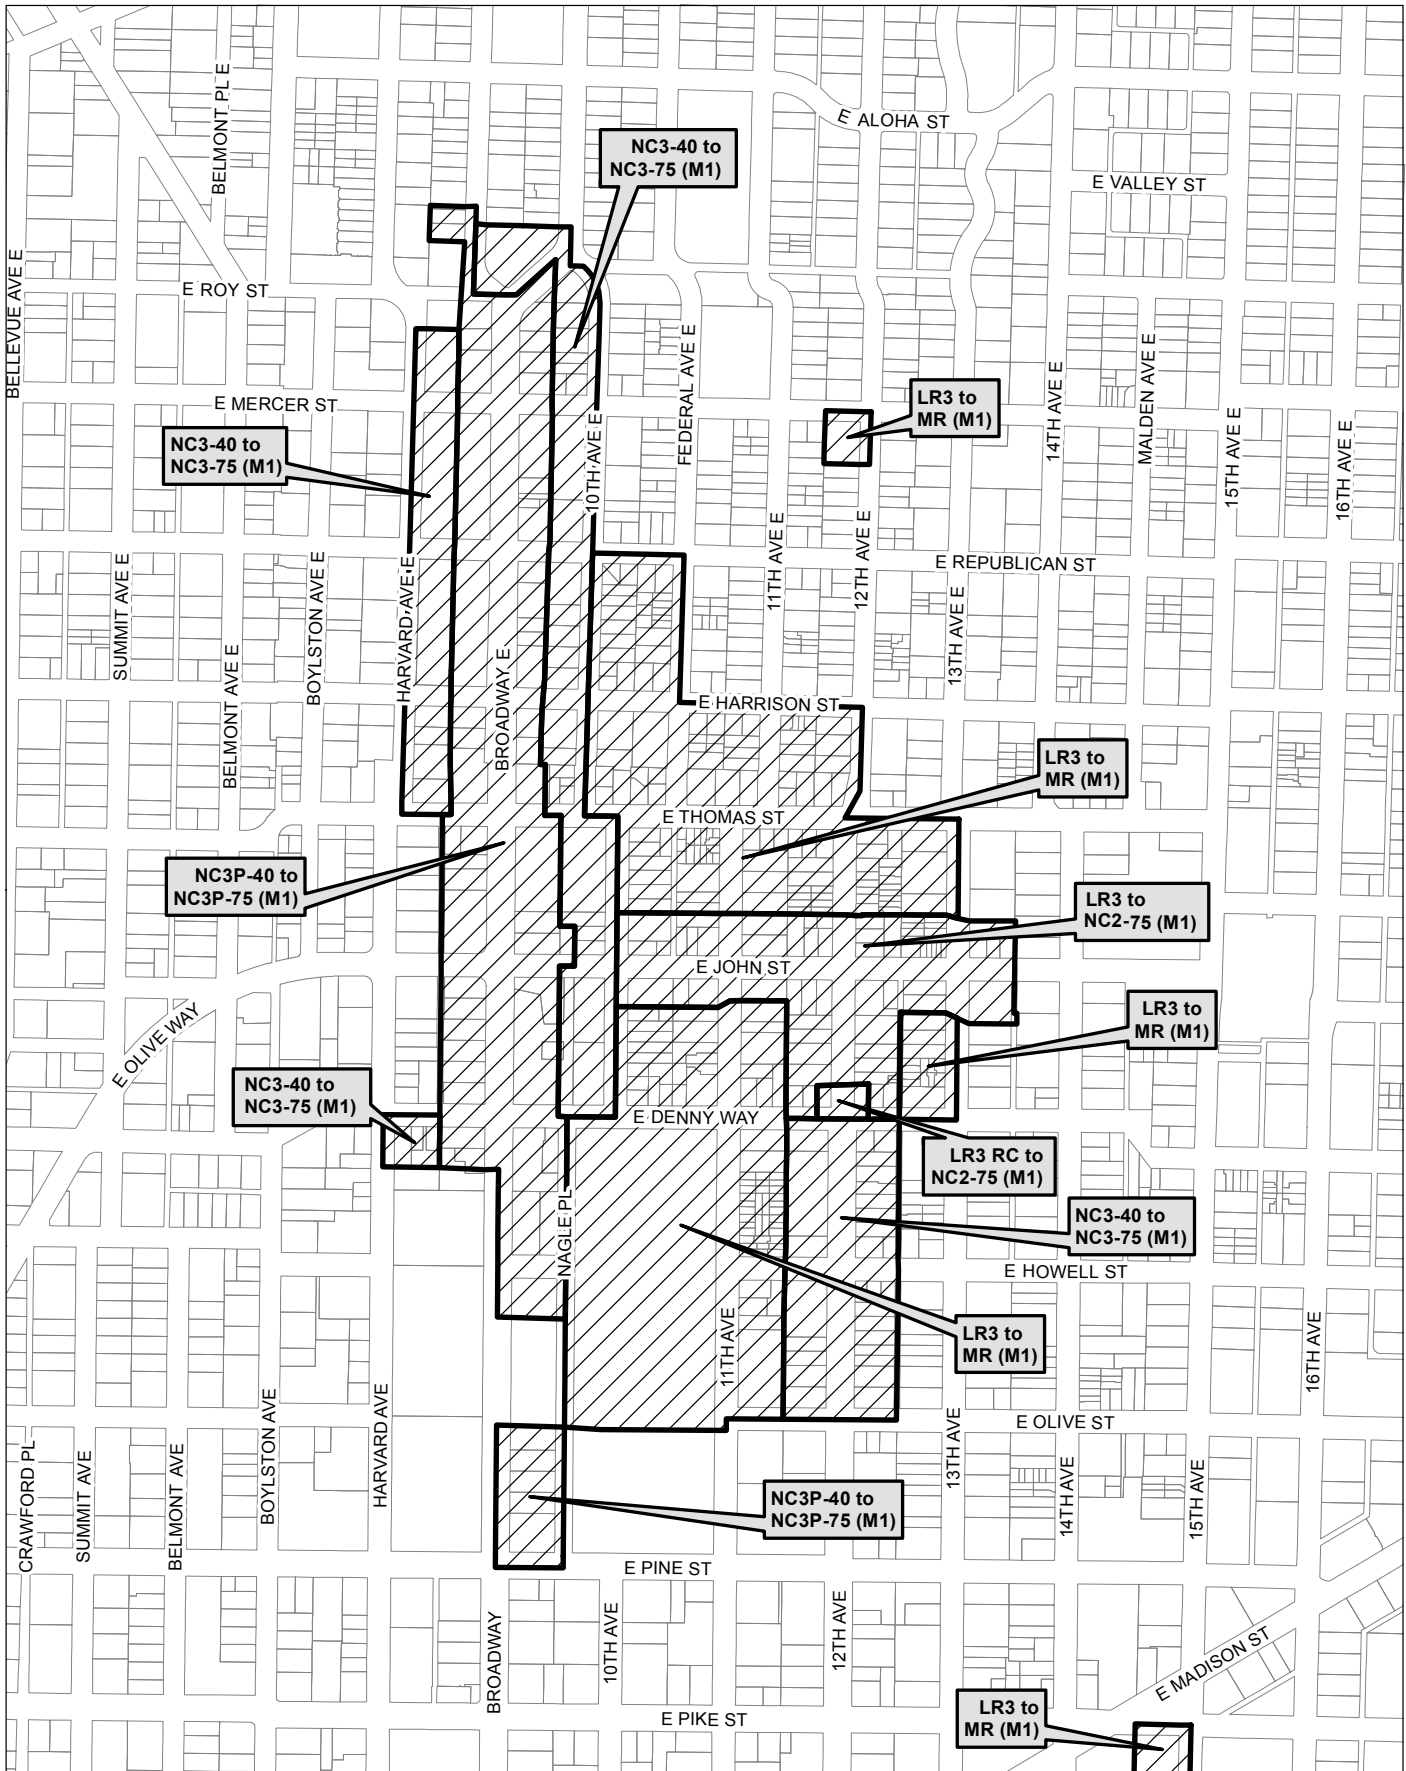 BELMONT PL E
E ALOHA ST
NC3-40 to
NC3-75 (M1)
E VALLEY ST
BELLEVUE AVE E
E ROY ST
FEDERAL AVE E
E MERCER ST
LR3 to
MR (M1)
14TH AVE E
MALDEN AVE E
15TH AVE E
16TH AVE E
NC3-40 to
NC3-75 (M1)
10TH AVE E
11TH AVE E
12TH AVE E
E REPUBLICAN ST
SUMMIT AVE E
BOYLSTON AVE E
HARVARD AVE E
13TH AVE E
BELMONT AVE E
BROADWAY E
E HARRISON ST
LR3 to
MR (M1)
E THOMAS ST
NC3P-40 to
NC3P-75 (M1)
LR3 to
NC2-75 (M1)
E JOHN ST
E OLIVE WAY
LR3 to
MR (M1)
NC3-40 to
NC3-75 (M1)
E DENNY WAY
LR3 RC to
NC2-75 (M1)
NAGLE PL
NC3-40 to
NC3-75 (M1)
E HOWELL ST
LR3 to
MR (M1)
11TH AVE
16TH AVE
HARVARD AVE
BOYLSTON AVE
E OLIVE ST
13TH AVE
CRAWFORD PL
SUMMIT AVE
BELMONT AVE
14TH AVE
15TH AVE
NC3P-40 to
NC3P-75 (M1)
E PINE ST
BROADWAY
10TH AVE
12TH AVE
E MADISON ST
E PIKE ST
LR3 to
MR (M1)